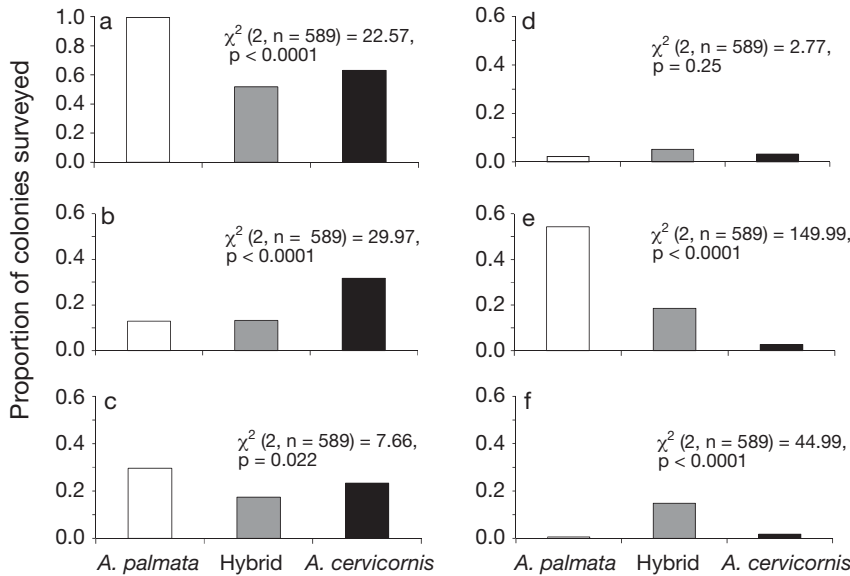 Proportion of colonies surveyed
a
χ² (2, n = 589) = 22.57,
p < 0.0001
1.0
0.8
0.6
0.4
0.2
0.0
b
χ² (2, n = 589) = 29.97,
p < 0.0001
0.6
0.4
0.2
0.0
c
χ² (2, n = 589) = 7.66,
p = 0.022
0.6
0.4
0.2
0.0
A. palmata Hybrid A. cervicornis
d
χ² (2, n = 589) = 2.77,
p = 0.25
0.6
0.4
0.2
0.0
e
χ² (2, n = 589) = 149.99,
p < 0.0001
0.6
0.4
0.2
0.0
f
χ² (2, n = 589) = 44.99,
p < 0.0001
0.6
0.4
0.2
0.0
A. palmata Hybrid A. cervicornis